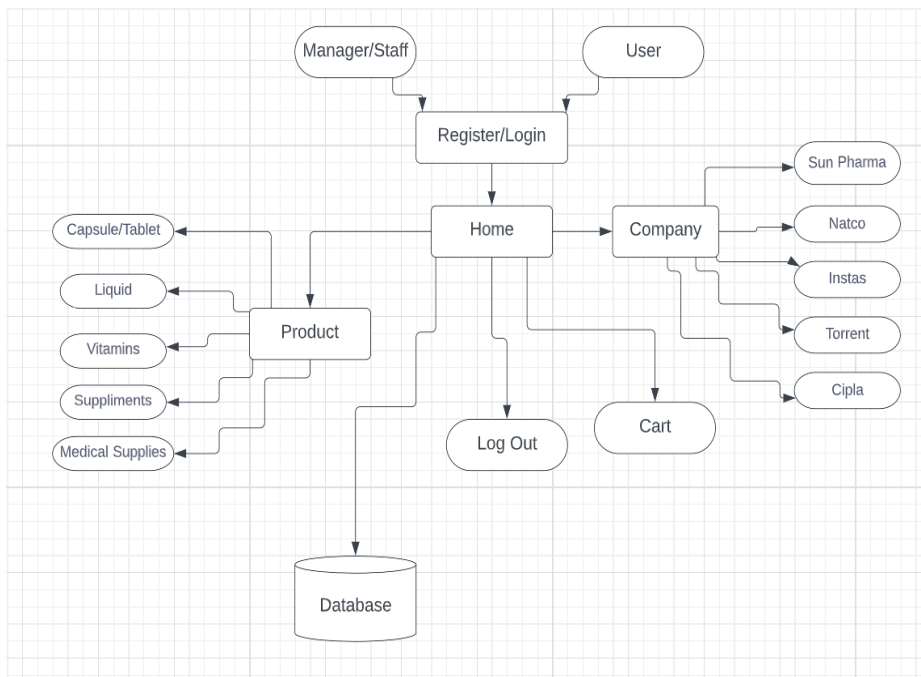 Manager/Staff
User
Register/Login
Sun Pharma
Capsule/Tablet
Home
Company
Natco
Liquid
Instas
Product
Torrent
Vitamins
Suppliments
Cipla
Medical Supplies
Log Out
Cart
Database